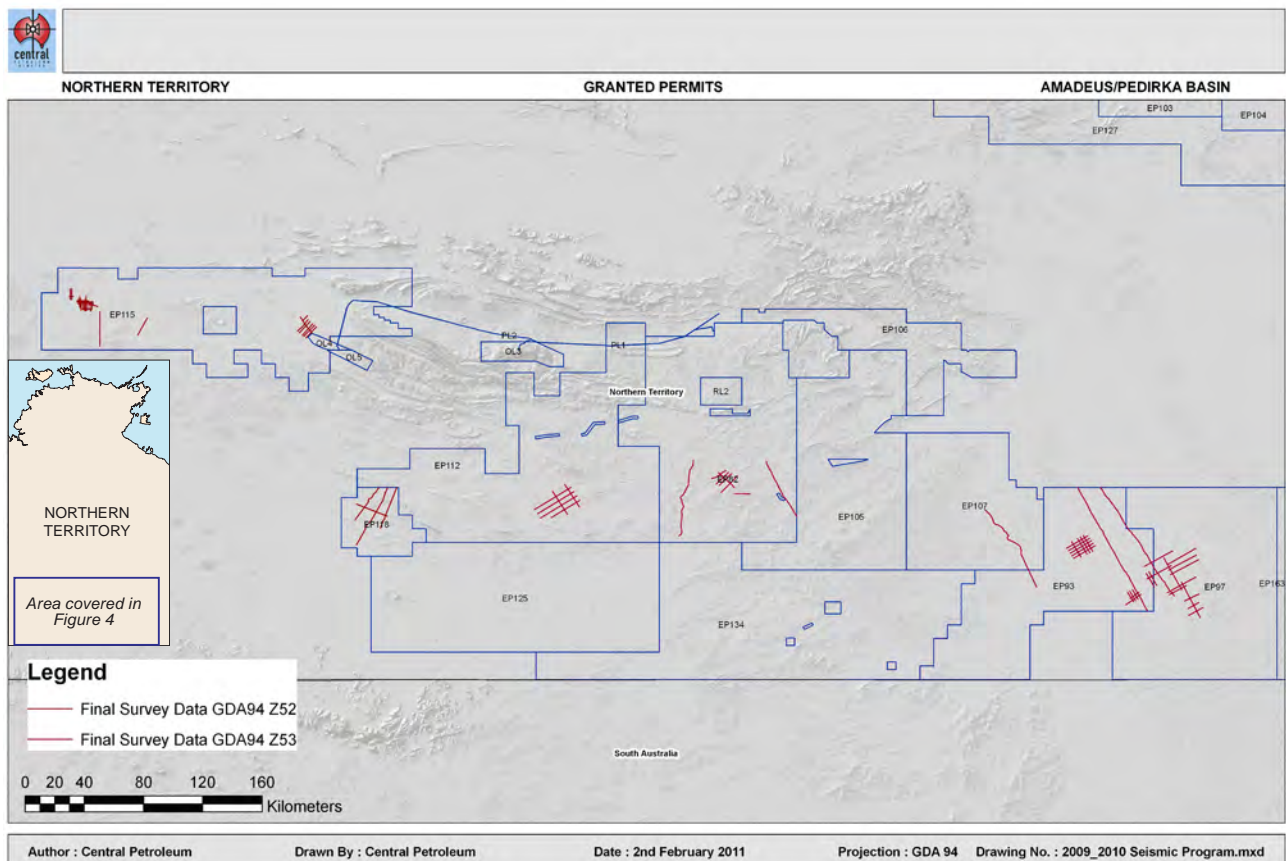 central
NORTHERN TERRITORY
GRANTED PERMITS
AMADEUS/PEDIRKA BASIN
EP103
EP104
EP127
EP115
OL4
OL5
PL2
OL3
PL1
EP106
Northern Territory
RL2
EP112
EP118
EP105
EP107
EP125
EP93
EP97
EP163
EP134
NORTHERN
TERRITORY
Area covered in
Figure 4
Legend
Final Survey Data GDA94 Z52
Final Survey Data GDA94 Z53
South Australia
0 20 40 80 120 160
Kilometers
Author : Central Petroleum
Drawn By : Central Petroleum
Date : 2nd February 2011
Projection : GDA 94
Drawing No. : 2009_2010 Seismic Program.mxd